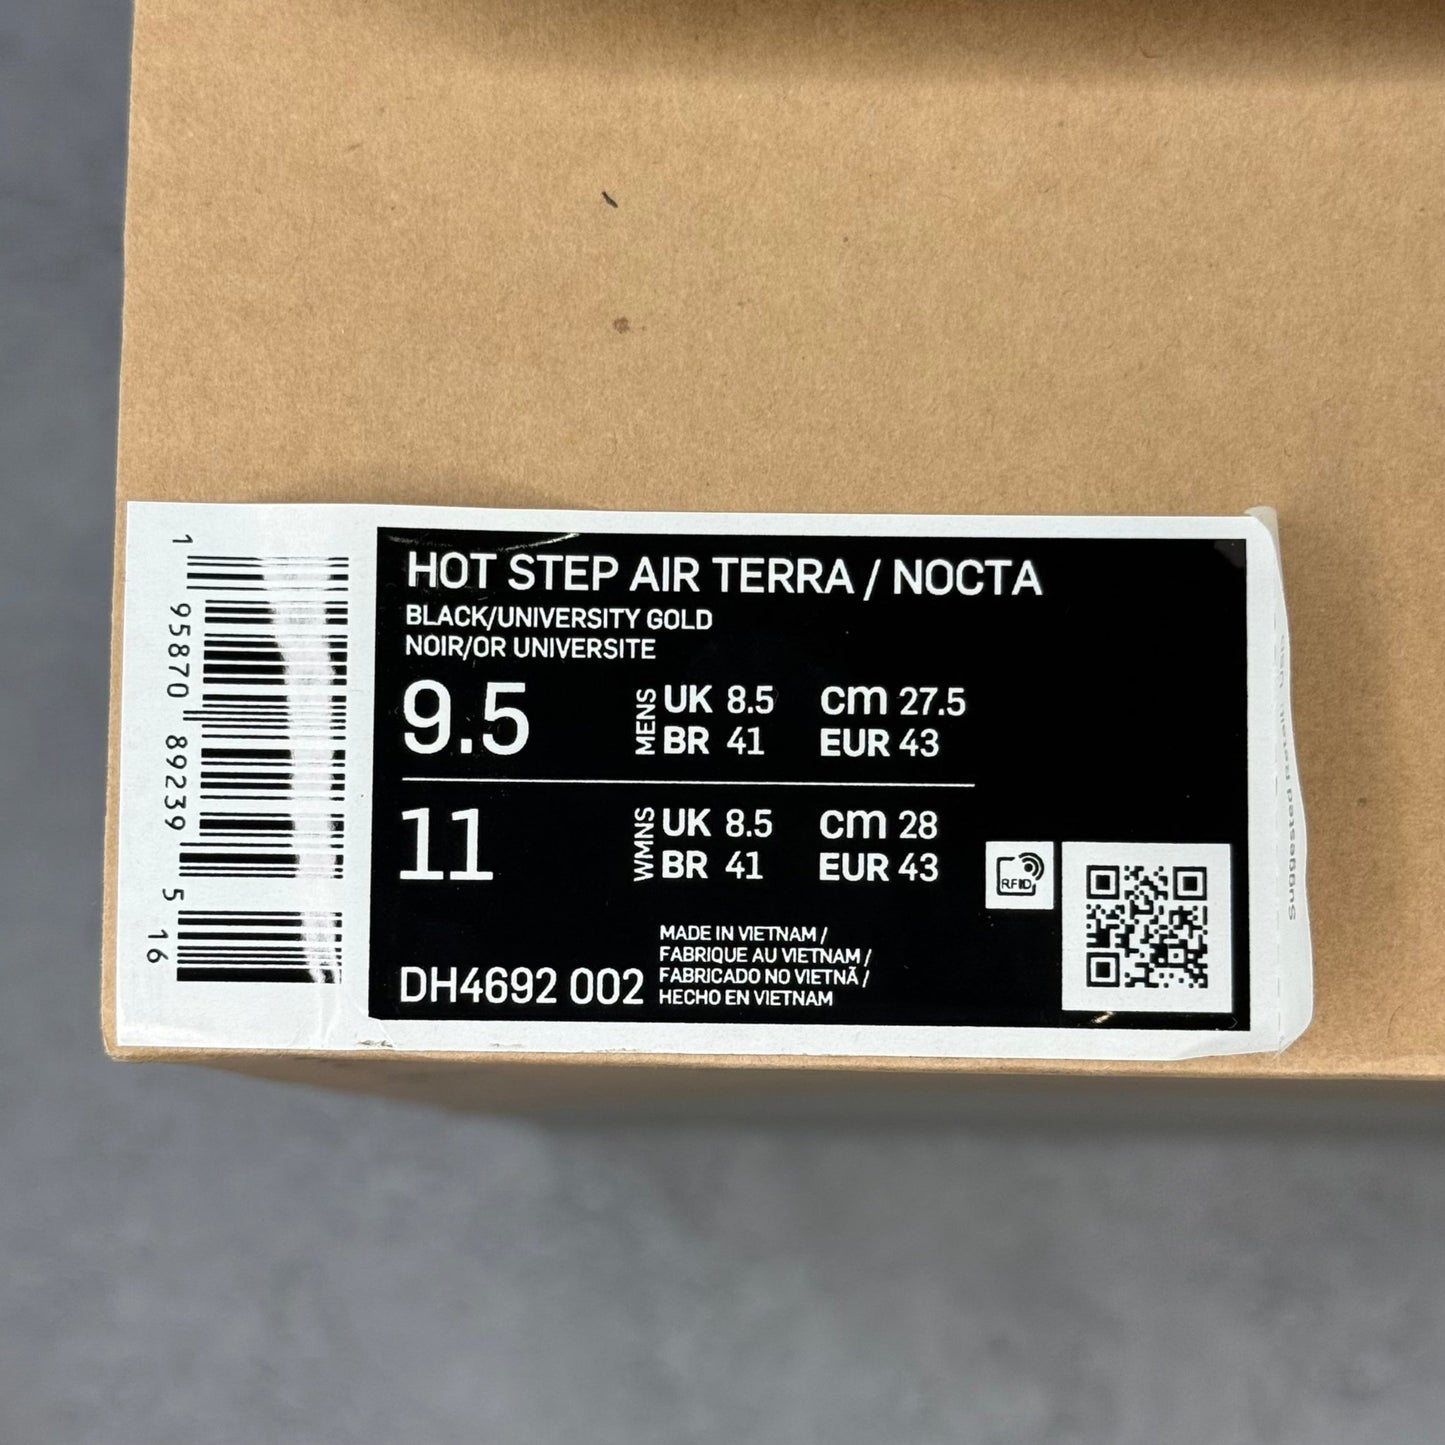 HOT STEP AIR TERRA / NOCTA
BLACK/UNIVERSITY GOLD
NOIR/OR UNIVERSITE
9.5
MENS
UK 8.5 cm 27.5
BR 41 EUR 43
11
WMNS
UK 8.5 cm 28
BR 41 EUR 43
RFID
DH4692 002
MADE IN VIETNAM /
FABRIQUE AU VIETNAM /
FABRICADO NO VIETNÃ /
HECHO EN VIETNAM
1 95870 89239 5 16
Suggested retail